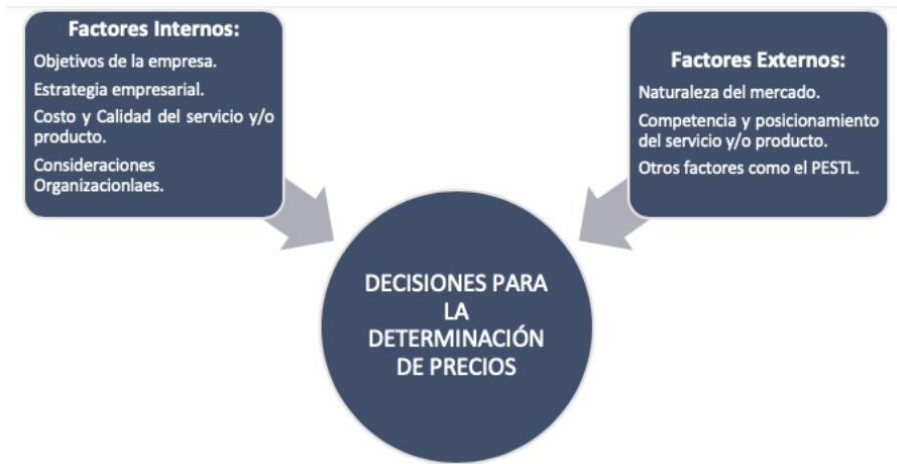 Factores Internos:
Objetivos de la empresa.
Estrategia empresarial.
Costo y Calidad del servicio y/o
producto.
Consideraciones
Organizacionlaes.
Factores Externos:
Naturaleza del mercado.
Competencia y posicionamiento
del servicio y/o producto.
Otros factores como el PESTL.
DECISIONES PARA
LA
DETERMINACIÓN
DE PRECIOS